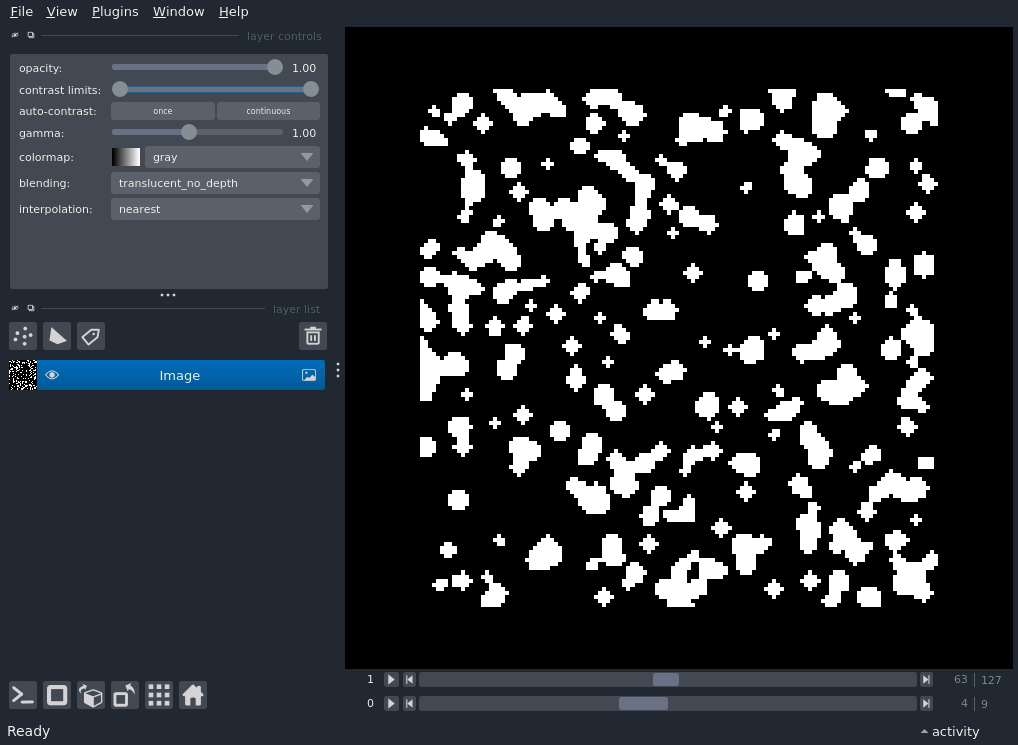 File View Plugins Window Help
layer controls
opacity: 1.00
contrast limits:
auto-contrast: once continuous
gamma: 1.00
colormap: gray
blending: translucent_no_depth
interpolation: nearest
layer list
Image
1 63 127
0 4 9
Ready activity